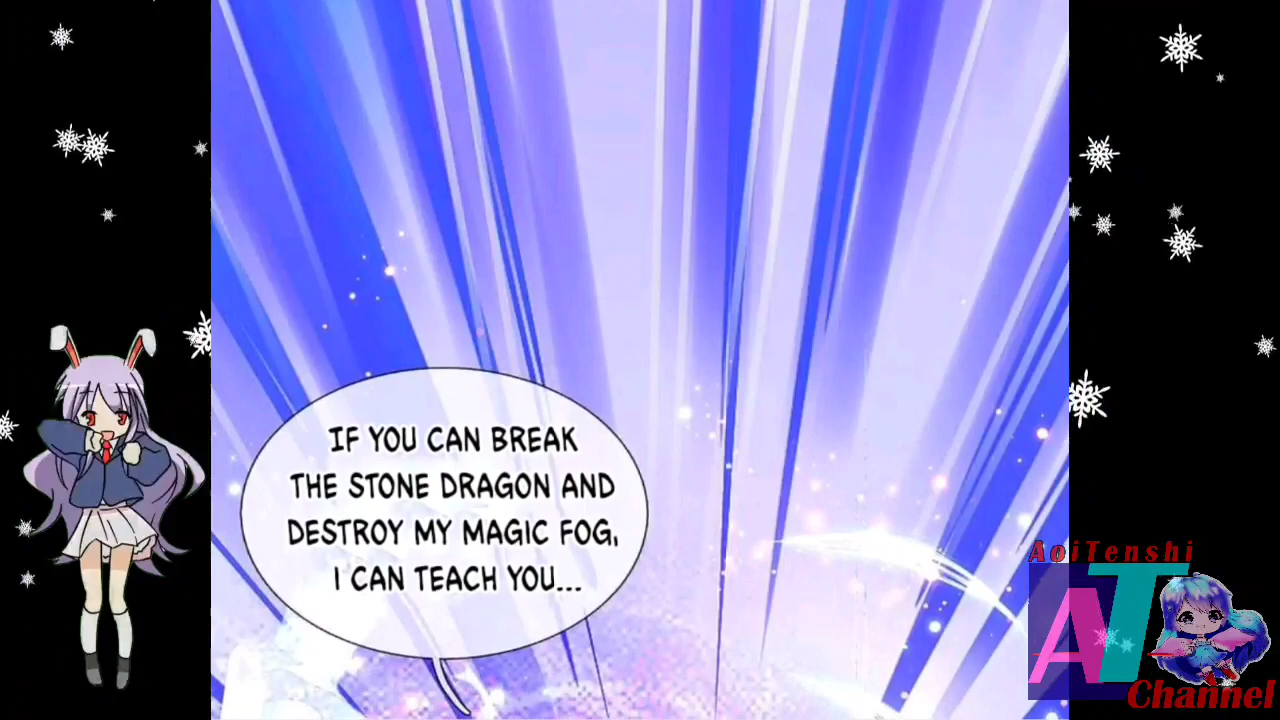 IF YOU CAN BREAK
THE STONE DRAGON AND
DESTROY MY MAGIC FOG,
I CAN TEACH YOU...
AoiTenshi
AT
Channel